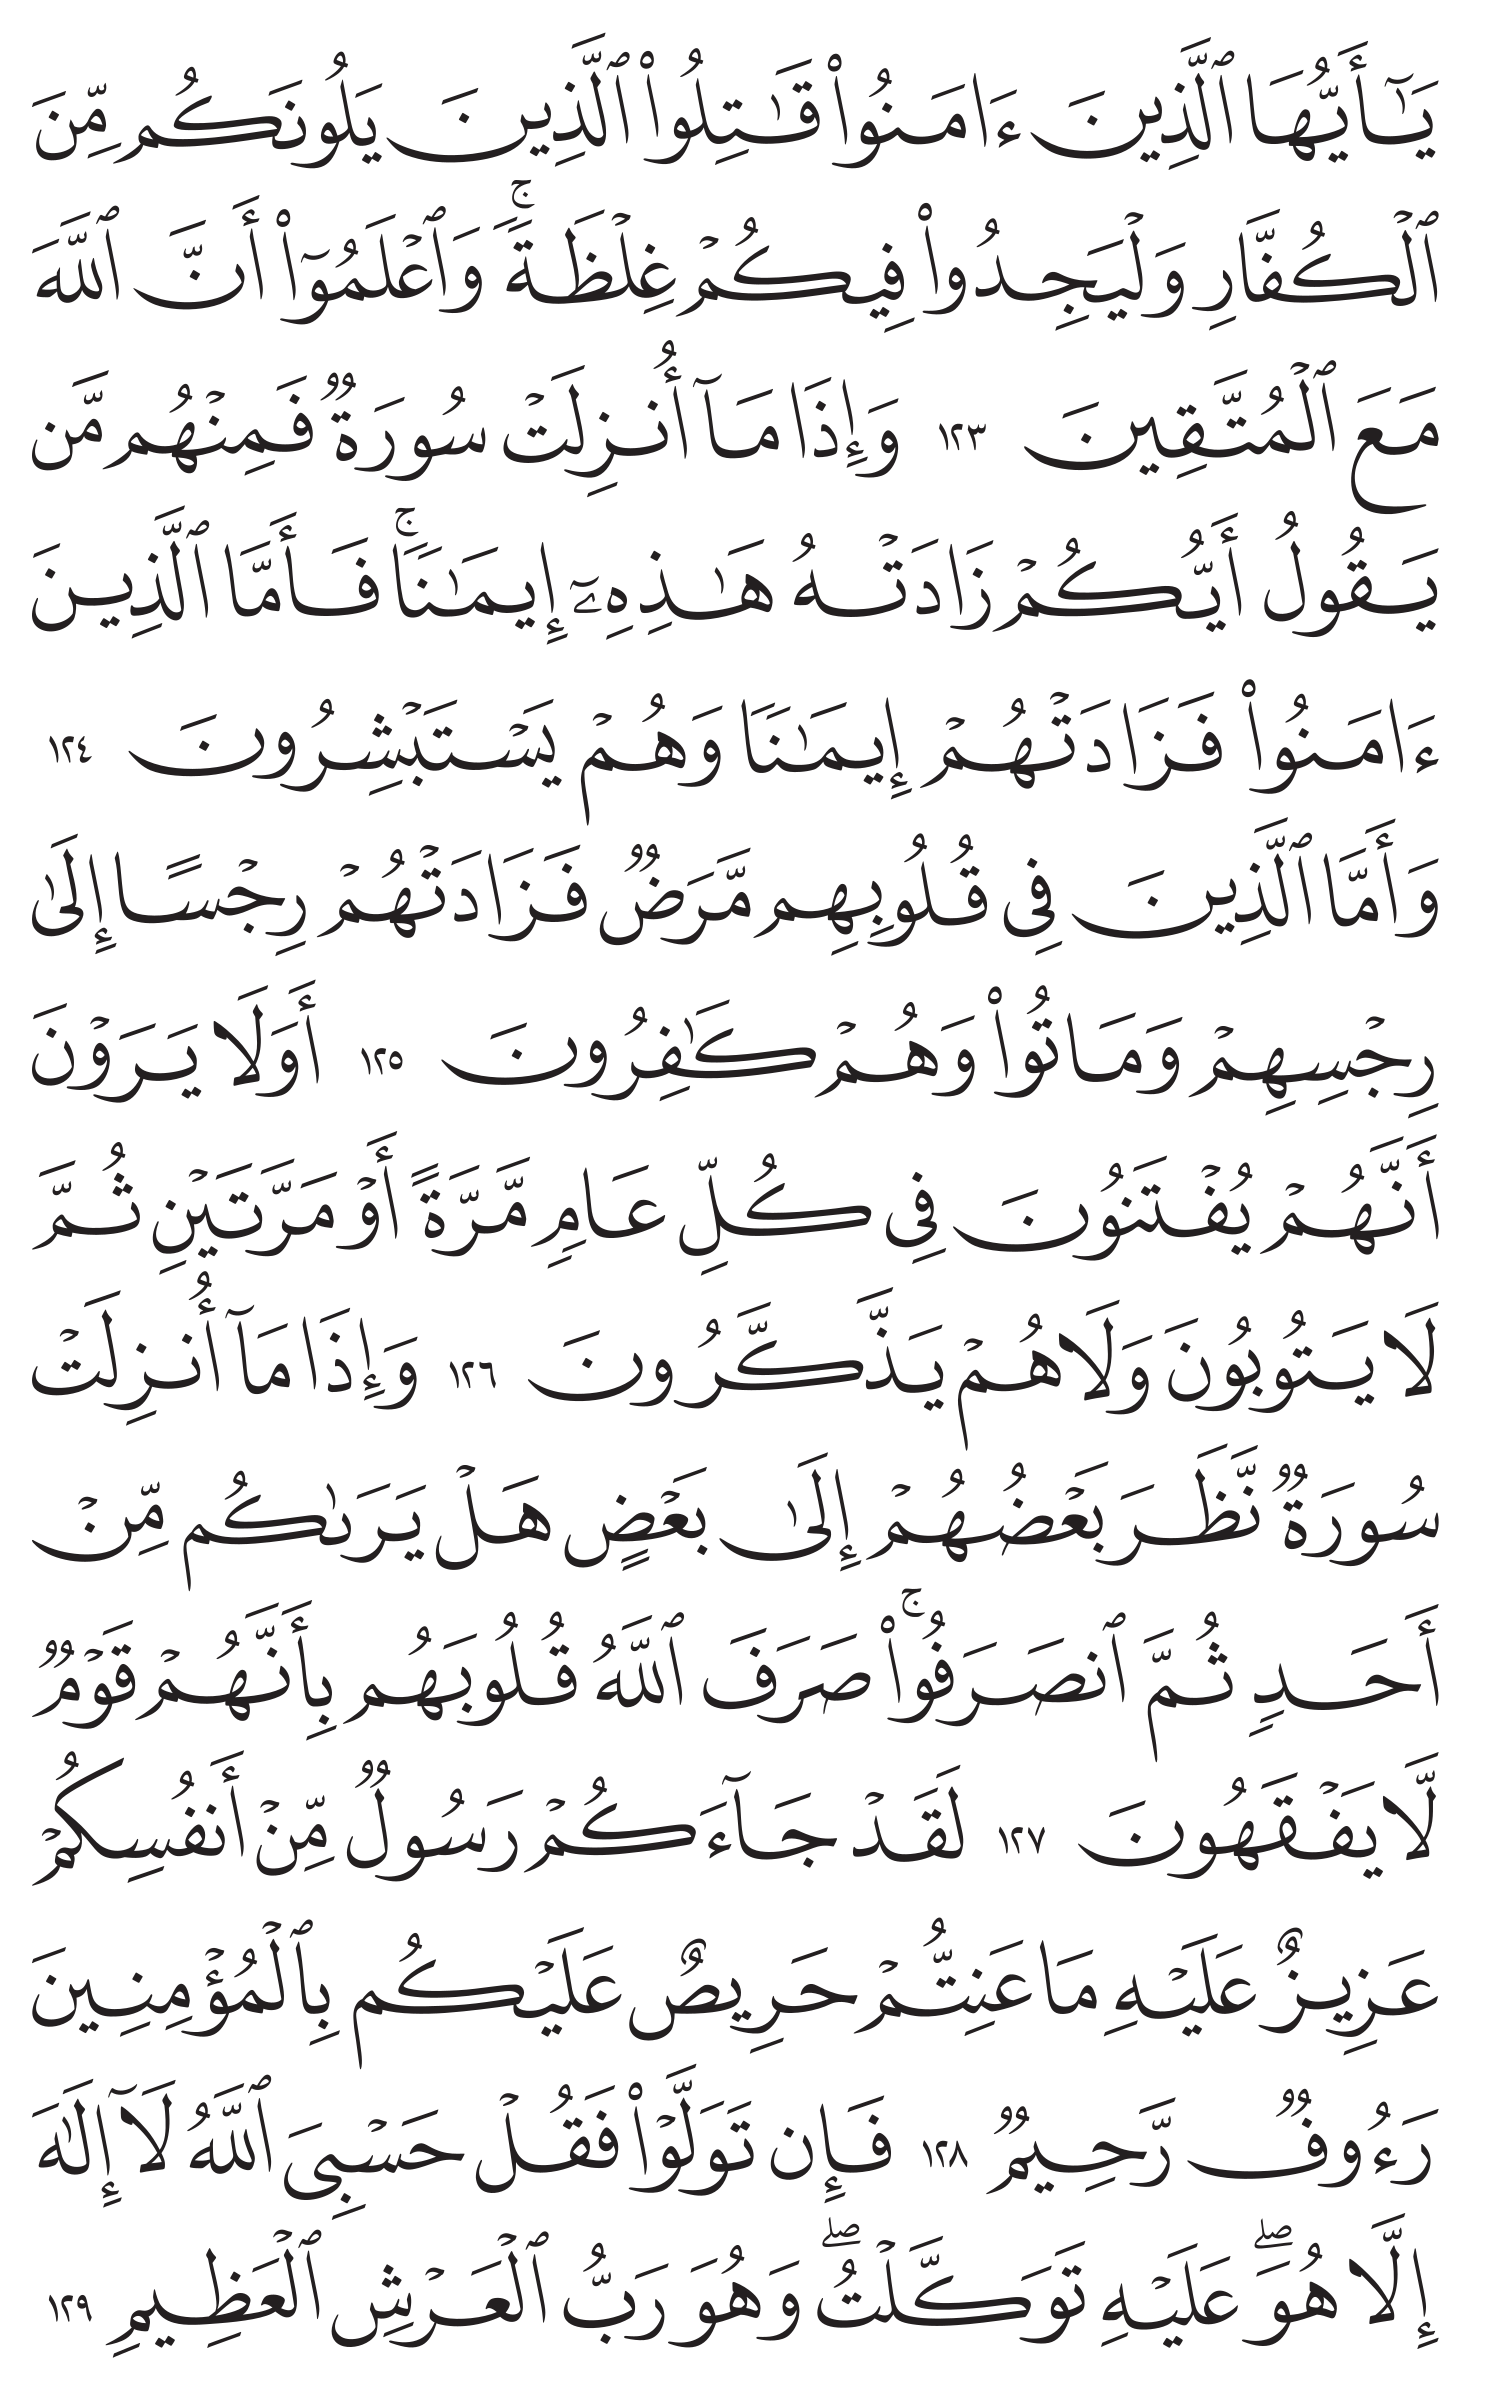 يَٰٓأَيُّهَا ٱلَّذِينَ ءَامَنُوا۟ قَٰتِلُوا۟ ٱلَّذِينَ يَلُونَكُم مِّنَ
ٱلْكُفَّارِ وَلْيَجِدُوا۟ فِيكُمْ غِلْظَةً ۚ وَٱعْلَمُوٓا۟ أَنَّ ٱللَّهَ
مَعَ ٱلْمُتَّقِينَ ١٢٣ وَإِذَا مَآ أُنزِلَتْ سُورَةٌ فَمِنْهُم مَّن
يَقُولُ أَيُّكُمْ زَادَتْهُ هَٰذِهِۦٓ إِيمَٰنًا ۚ فَأَمَّا ٱلَّذِينَ
ءَامَنُوا۟ فَزَادَتْهُمْ إِيمَٰنًا وَهُمْ يَسْتَبْشِرُونَ ١٢٤
وَأَمَّا ٱلَّذِينَ فِى قُلُوبِهِم مَّرَضٌ فَزَادَتْهُمْ رِجْسًا إِلَىٰ
رِجْسِهِمْ وَمَاتُوا۟ وَهُمْ كَٰفِرُونَ ١٢٥ أَوَلَا يَرَوْنَ
أَنَّهُمْ يُفْتَنُونَ فِى كُلِّ عَامٍ مَّرَّةً أَوْ مَرَّتَيْنِ ثُمَّ
لَا يَتُوبُونَ وَلَا هُمْ يَذَّكَّرُونَ ١٢٦ وَإِذَا مَآ أُنزِلَتْ
سُورَةٌ نَّظَرَ بَعْضُهُمْ إِلَىٰ بَعْضٍ هَلْ يَرَىٰكُم مِّنْ
أَحَدٍ ثُمَّ ٱنصَرَفُوا۟ ۚ صَرَفَ ٱللَّهُ قُلُوبَهُم بِأَنَّهُمْ قَوْمٌ
لَّا يَفْقَهُونَ ١٢٧ لَقَدْ جَآءَكُمْ رَسُولٌ مِّنْ أَنفُسِكُمْ
عَزِيزٌ عَلَيْهِ مَا عَنِتُّمْ حَرِيصٌ عَلَيْكُم بِٱلْمُؤْمِنِينَ
رَءُوفٌ رَّحِيمٌ ١٢٨ فَإِن تَوَلَّوْا۟ فَقُلْ حَسْبِىَ ٱللَّهُ لَآ إِلَٰهَ
إِلَّا هُوَ ۖ عَلَيْهِ تَوَكَّلْتُ ۖ وَهُوَ رَبُّ ٱلْعَرْشِ ٱلْعَظِيمِ ١٢٩